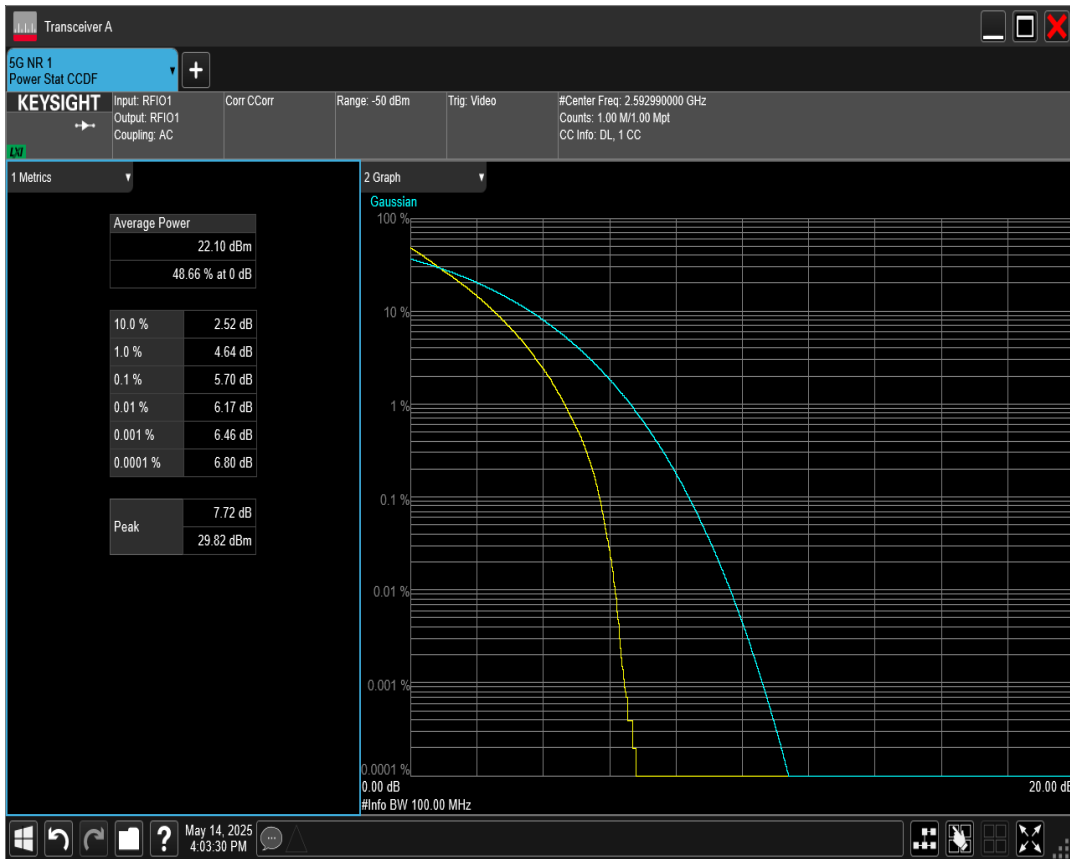 Transceiver A
5G NR 1
Power Stat CCDF
KEYSIGHT
LXI
Input: RFIO1
Output: RFIO1
Coupling: AC
Corr CCorr
Range: -50 dBm
Trig: Video
#Center Freq: 2.592990000 GHz
Counts: 1.00 M/1.00 Mpt
CC Info: DL, 1 CC
1 Metrics
Average Power
22.10 dBm
48.66 % at 0 dB
10.0 % 2.52 dB
1.0 % 4.64 dB
0.1 % 5.70 dB
0.01 % 6.17 dB
0.001 % 6.46 dB
0.0001 % 6.80 dB
Peak
7.72 dB
29.82 dBm
2 Graph
Gaussian
100 %
10 %
1 %
0.1 %
0.01 %
0.001 %
0.0001 %
0.00 dB 20.00 dB
#Info BW 100.00 MHz
May 14, 2025
4:03:30 PM